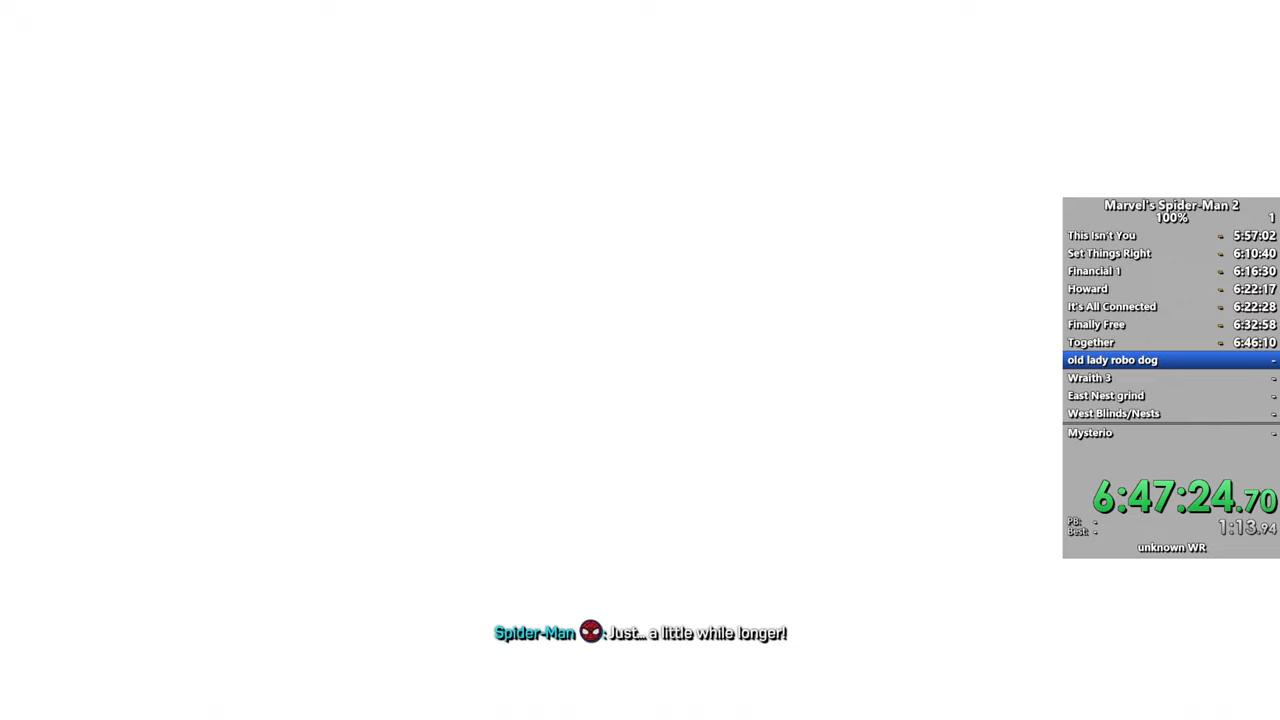 Marvel's Spider-Man 2
100% 1
This Isn't You - 5:57:02
Set Things Right - 6:10:40
Financial 1 - 6:16:30
Howard - 6:22:17
It's All Connected - 6:22:28
Finally Free - 6:32:58
Together - 6:46:10
old lady robo dog -
Wraith 3 -
East Nest grind -
West Blinds/Nests -
Mysterio -
6:47:24.70
PB: - 1:13.94
Best: -
unknown WR
Spider-Man : Just... a little while longer!